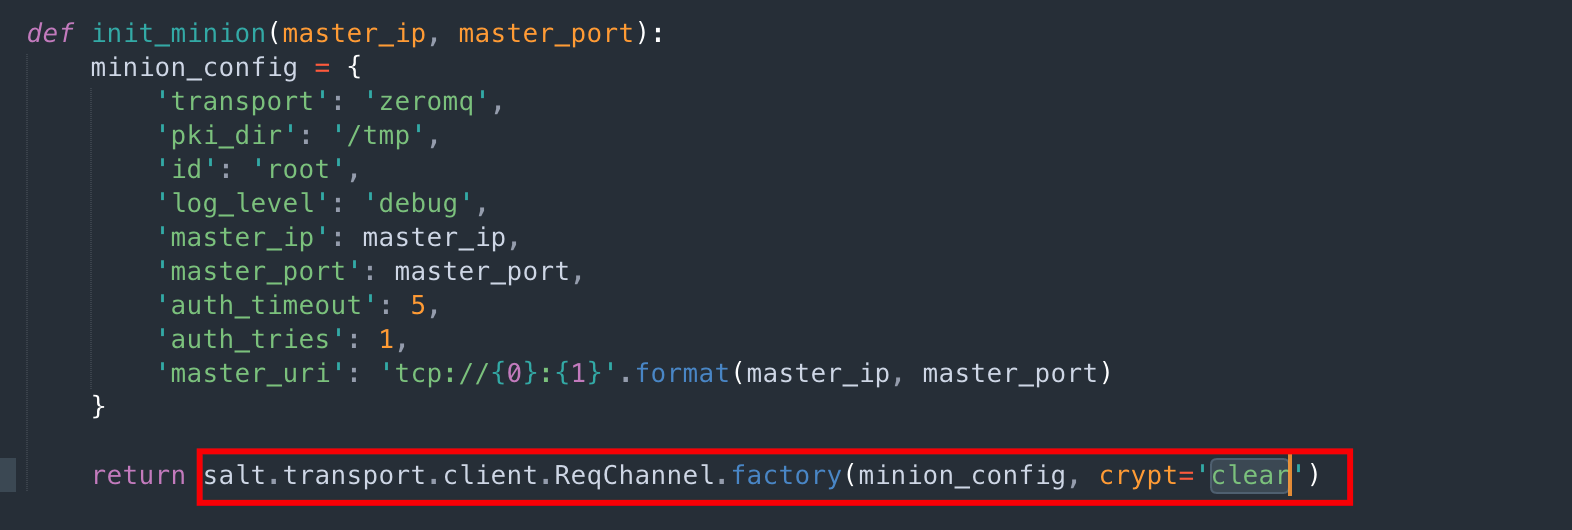 def init_minion(master_ip, master_port):
    minion_config = {
        'transport': 'zeromq',
        'pki_dir': '/tmp',
        'id': 'root',
        'log_level': 'debug',
        'master_ip': master_ip,
        'master_port': master_port,
        'auth_timeout': 5,
        'auth_tries': 1,
        'master_uri': 'tcp://{0}:{1}'.format(master_ip, master_port)
    }
    return salt.transport.client.ReqChannel.factory(minion_config, crypt='clear')